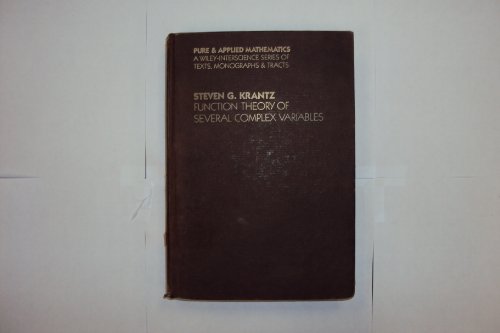 PURE & APPLIED MATHEMATICS
A WILEY-INTERSCIENCE SERIES OF
TEXTS, MONOGRAPHS & TRACTS
STEVEN G. KRANTZ
FUNCTION THEORY OF
SEVERAL COMPLEX VARIABLES